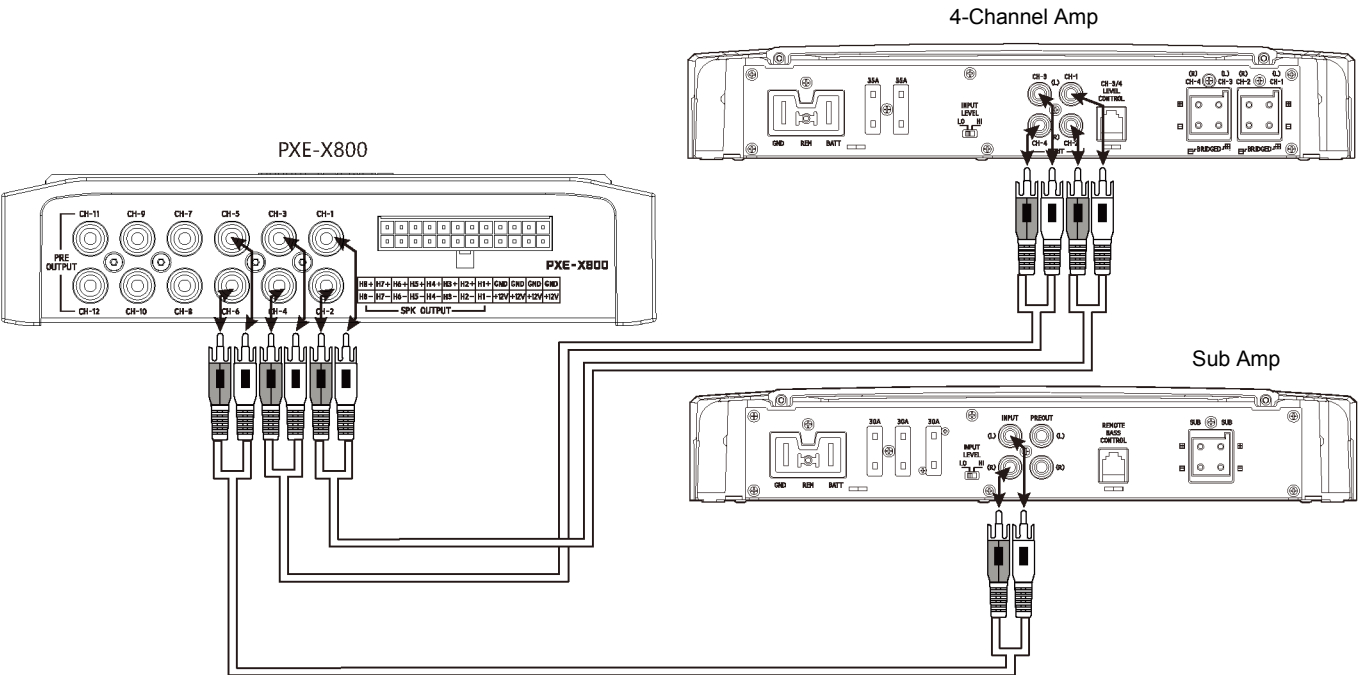 4-Channel Amp
35A 35A
CH-3 (L) CH-1
CH-3/4
LEVEL
CONTROL
(R) (L) (R) (L)
CH-4 CH-3 CH-2 CH-1
INPUT
LEVEL
LO HI
GND REM BATT
CH-4 CH-2
BRIDGED BRIDGED
PXE-X800
CH-11 CH-9 CH-7 CH-5 CH-3 CH-1
PRE
OUTPUT
PXE-X800
H8+ H7+ H6+ H5+ H4+ H3+ H2+ H1+ GND GND GND GND
H8- H7- H6- H5- H4- H3- H2- H1- +12V +12V +12V +12V
SPK OUTPUT
CH-12 CH-10 CH-8 CH-6 CH-4 CH-2
Sub Amp
30A 30A 30A
INPUT PREOUT
(L) (L)
(R) (R)
INPUT
LEVEL
LO HI
REMOTE
BASS
CONTROL
SUB SUB
GND REM BATT